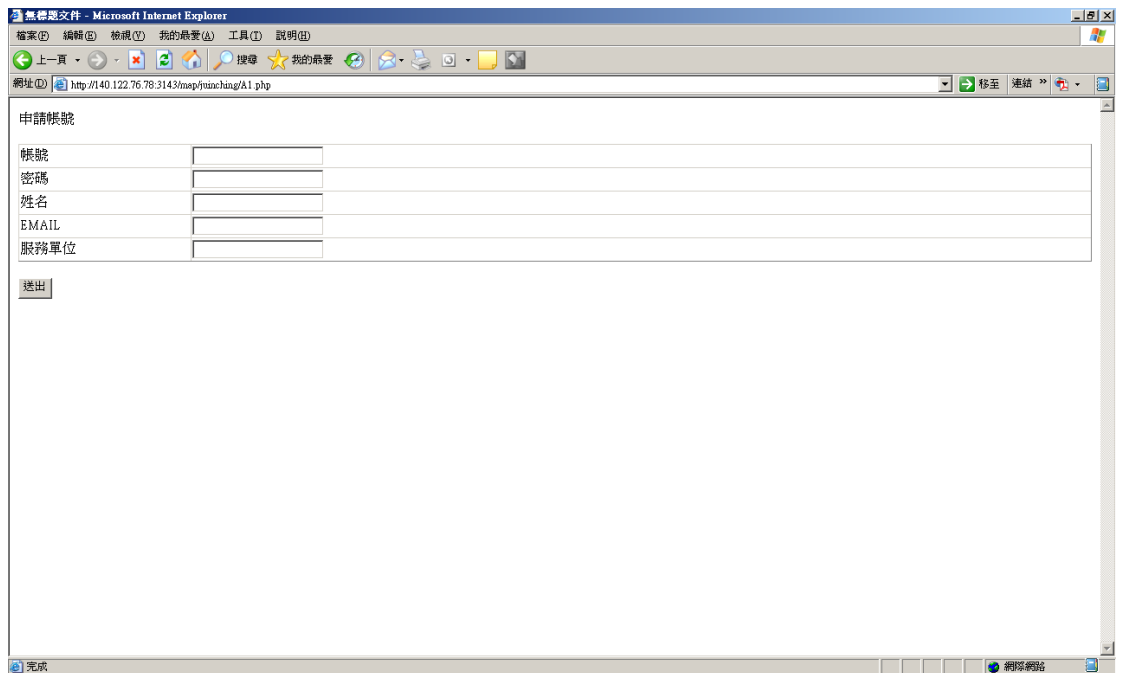 無標題文件 - Microsoft Internet Explorer
檔案(F) 編輯(E) 檢視(V) 我的最愛(A) 工具(T) 說明(H)
上一頁 搜尋 我的最愛
網址(D) http://140.122.76.78:3143/map/juinching/A1.php 移至 連結 »
申請帳號
帳號
密碼
姓名
EMAIL
服務單位
送出
完成 網際網路